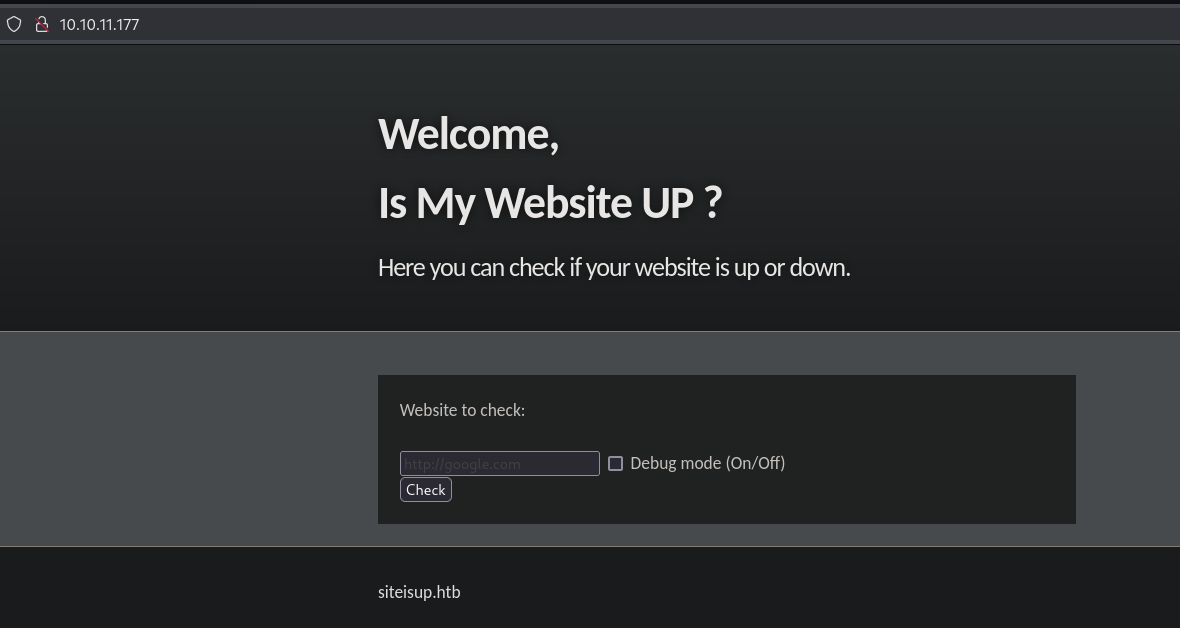 10.10.11.177
Welcome,
Is My Website UP ?
Here you can check if your website is up or down.
Website to check:
http://google.com Debug mode (On/Off)
Check
siteisup.htb